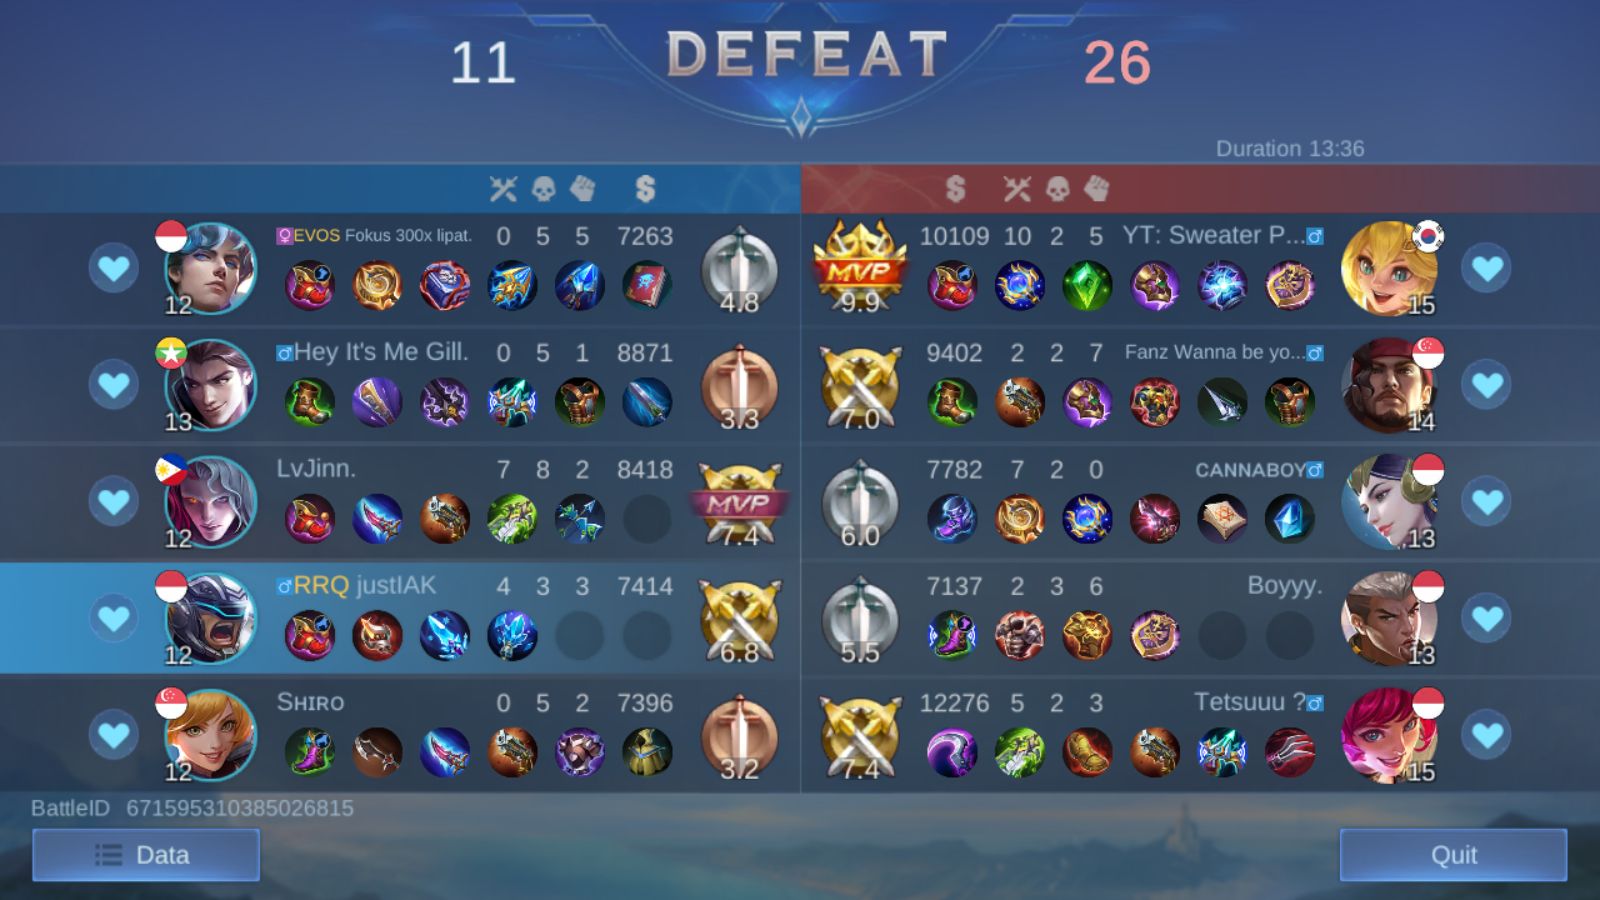 11 DEFEAT 26
Duration 13:36
EVOS Fokus 300x lipat. 0 5 5 7263
12
4.8
MVP
9.9
10109 10 2 5 YT: Sweater P...
15
Hey It's Me Gill. 0 5 1 8871
13
3.3
7.0
9402 2 2 7 Fanz Wanna be yo...
14
LvJinn. 7 8 2 8418
12
MVP
7.4
6.0
7782 7 2 0 CANNABOY
13
RRQ justIAK 4 3 3 7414
12
6.8
5.5
7137 2 3 6 Boyyy.
13
Shiro 0 5 2 7396
12
3.2
7.4
12276 5 2 3 Tetsuuu ?
15
BattleID 671595310385026815
Data
Quit